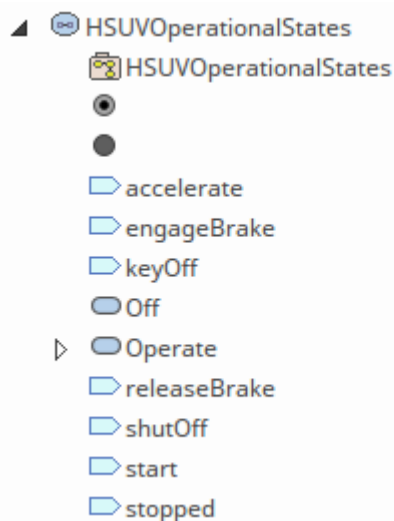 HSUVOperationalStates
HSUVOperationalStates
accelerate
engageBrake
keyOff
Off
Operate
releaseBrake
shutOff
start
stopped